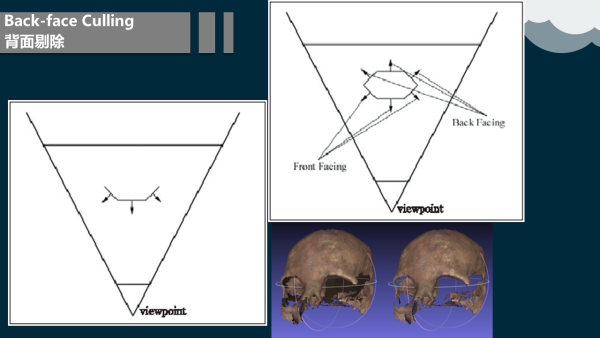 Back-face Culling
背面剔除
Back Facing
Front Facing
viewpoint
viewpoint